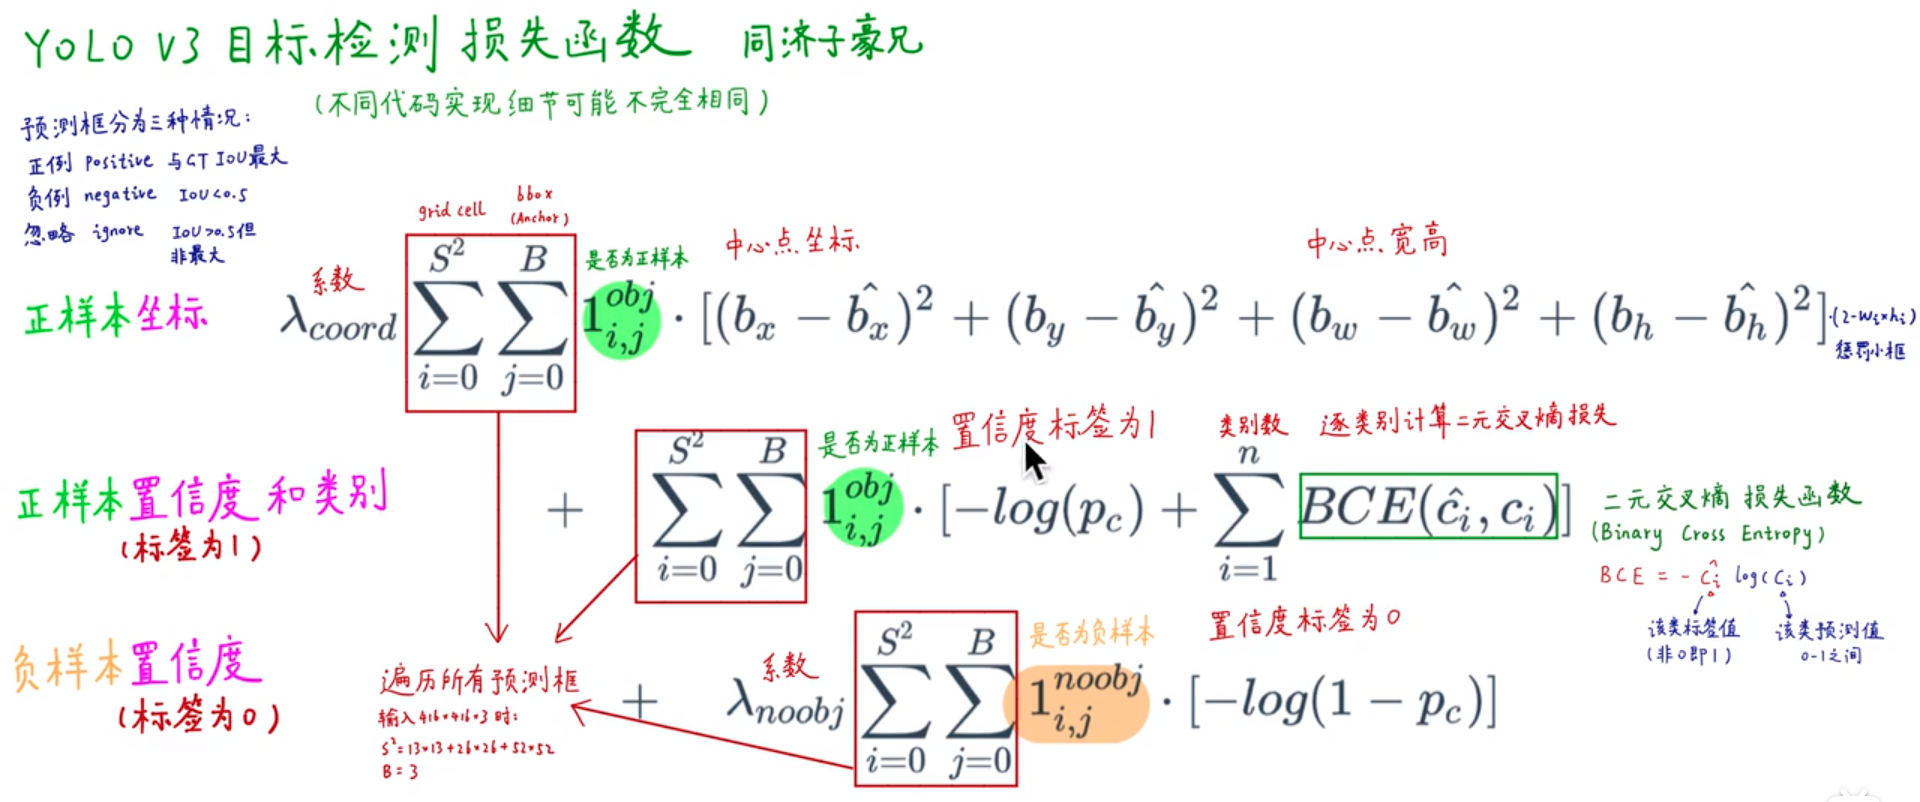 YOLO V3 目标检测 损失函数 同济子豪兄
(不同代码实现细节可能不完全相同)
预测框分为三种情况:
正例 positive 与GT IOU最大
负例 negative IOU<0.5
忽略 ignore IOU>0.5但
非最大
grid cell
bbox
(Anchor)
正样本坐标
系数
是否为正样本
中心点坐标
中心点宽高
λ_{coord} \sum_{i=0}^{S^2} \sum_{j=0}^{B} 1_{i,j}^{obj} · [(b_x − \hat{b_x})^2 + (b_y − \hat{b_y})^2 + (b_w − \hat{b_w})^2 + (b_h − \hat{b_h})^2] ·(2-w_i×h_i)
惩罚小框
正样本置信度和类别
(标签为1)
是否为正样本
置信度标签为1
类别数
逐类别计算二元交叉熵损失
+ \sum_{i=0}^{S^2} \sum_{j=0}^{B} 1_{i,j}^{obj} · [−log(p_c) + \sum_{i=1}^{n} BCE(\hat{c}_i, c_i)]
二元交叉熵 损失函数
(Binary Cross Entropy)
BCE = - \hat{c}_i log(c_i)
该类标签值
(非0即1)
该类预测值
0-1之间
负样本置信度
(标签为0)
遍历所有预测框
输入416×416×3时:
S²=13×13+26×26+52×52
B=3
系数
是否为负样本
置信度标签为0
+ λ_{noobj} \sum_{i=0}^{S^2} \sum_{j=0}^{B} 1_{i,j}^{noobj} · [−log(1 − p_c)]